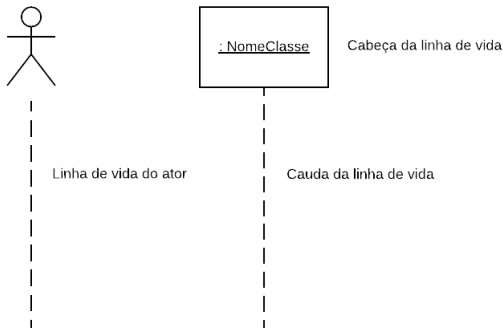 : NomeClasse
Cabeça da linha de vida
Linha de vida do ator
Cauda da linha de vida